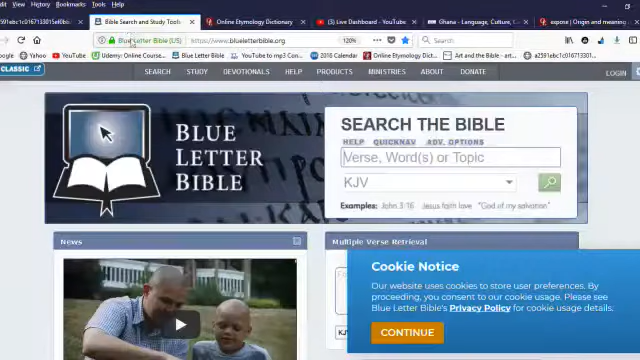 View History Bookmarks Tools Help
Bible Search and Study Tools
Online Etymology Dictionary
(3) Live Dashboard - YouTube
Ghana - Language, Culture,
expose | Origin and meaning
Blue Letter Bible (US)
https://www.blueletterbible.org
120%
Search
YouTube
Udemy: Online Course...
Blue Letter Bible
YouTube to mp3 Con...
Online Etymology Dict...
Art and the Bible - art...
CLASSIC
SEARCH STUDY DEVOTIONALS HELP PRODUCTS MINISTRIES ABOUT DONATE
LOGIN
BLUE
LETTER
BIBLE
SEARCH THE BIBLE
HELP QUICKNAV ADV. OPTIONS
Verse, Word(s) or Topic
KJV
Examples: John 3:16 Jesus faith love "God of my salvation"
News
Multiple Verse Retrieval
KJV
Cookie Notice
Our website uses cookies to store user preferences. By
proceeding, you consent to our cookie usage. Please see
Blue Letter Bible's Privacy Policy for cookie usage details.
CONTINUE